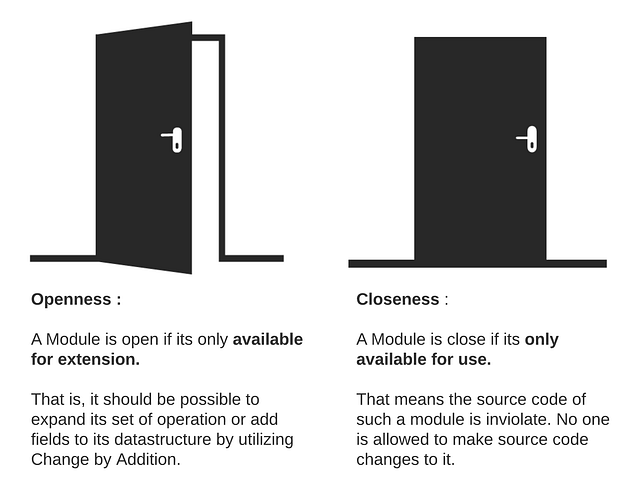 Openness :
A Module is open if its only available
for extension.
That is, it should be possible to
expand its set of operation or add
fields to its datastructure by utilizing
Change by Addition.
Closeness :
A Module is close if its only
available for use.
That means the source code of
such a module is inviolate. No one
is allowed to make source code
changes to it.